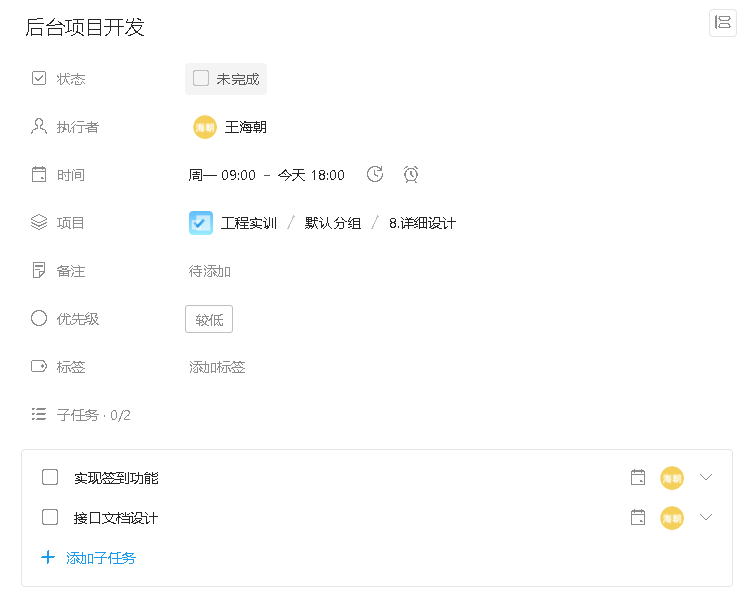 后台项目开发
状态 未完成
执行者 海朝 王海朝
时间 周一 09:00 - 今天 18:00
项目 工程实训 / 默认分组 / 8.详细设计
备注 待添加
优先级 较低
标签 添加标签
子任务 · 0/2
实现签到功能 海朝
接口文档设计 海朝
+ 添加子任务